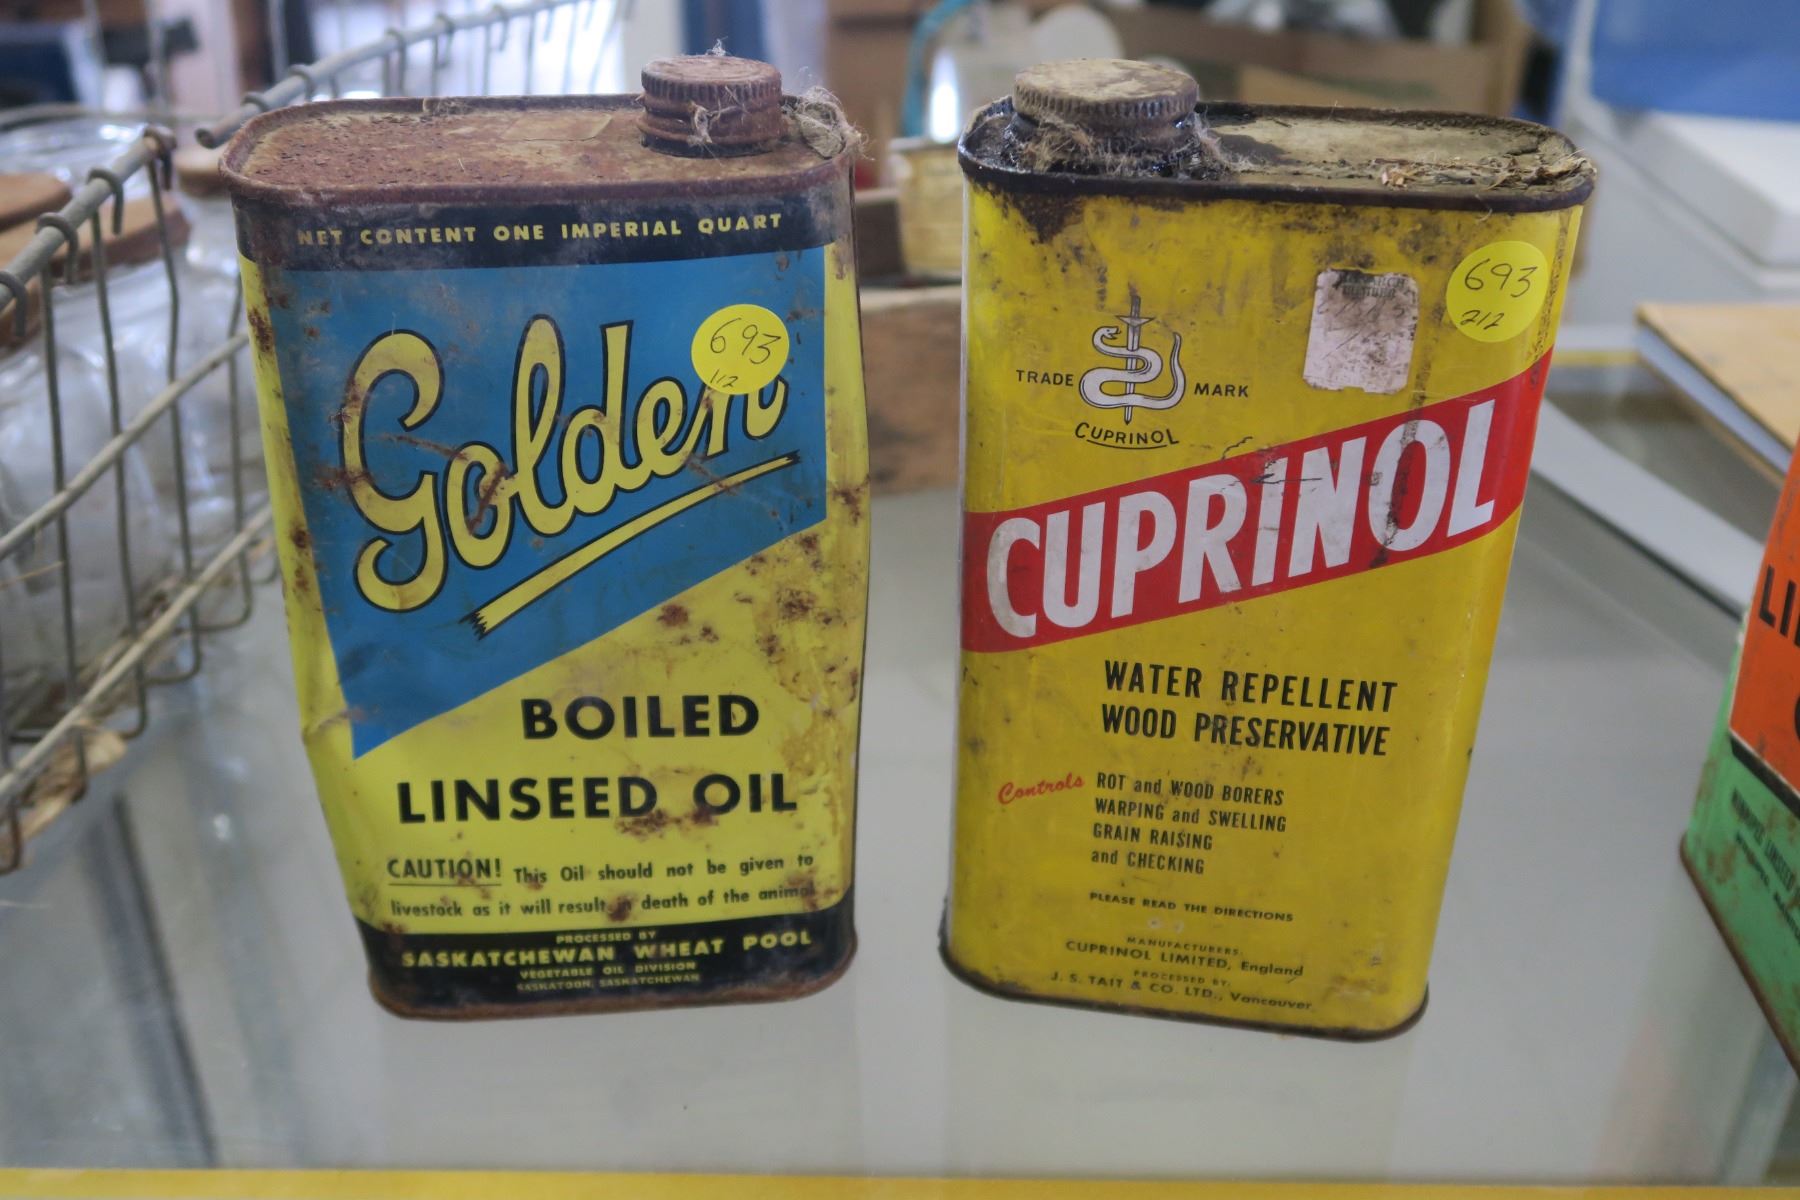 NET CONTENT ONE IMPERIAL QUART
Golden
693
1/2
BOILED
LINSEED OIL
CAUTION! This Oil should not be given to
livestock as it will result in death of the animal
PROCESSED BY
SASKATCHEWAN WHEAT POOL
VEGETABLE OIL DIVISION
SASKATOON, SASKATCHEWAN
693
2/2
TRADE MARK
CUPRINOL
CUPRINOL
WATER REPELLENT
WOOD PRESERVATIVE
Controls ROT and WOOD BORERS
WARPING and SWELLING
GRAIN RAISING
and CHECKING
PLEASE READ THE DIRECTIONS
MANUFACTURERS:
CUPRINOL LIMITED, England
PROCESSED BY:
J. S. TAIT & CO. LTD., Vancouver
LI